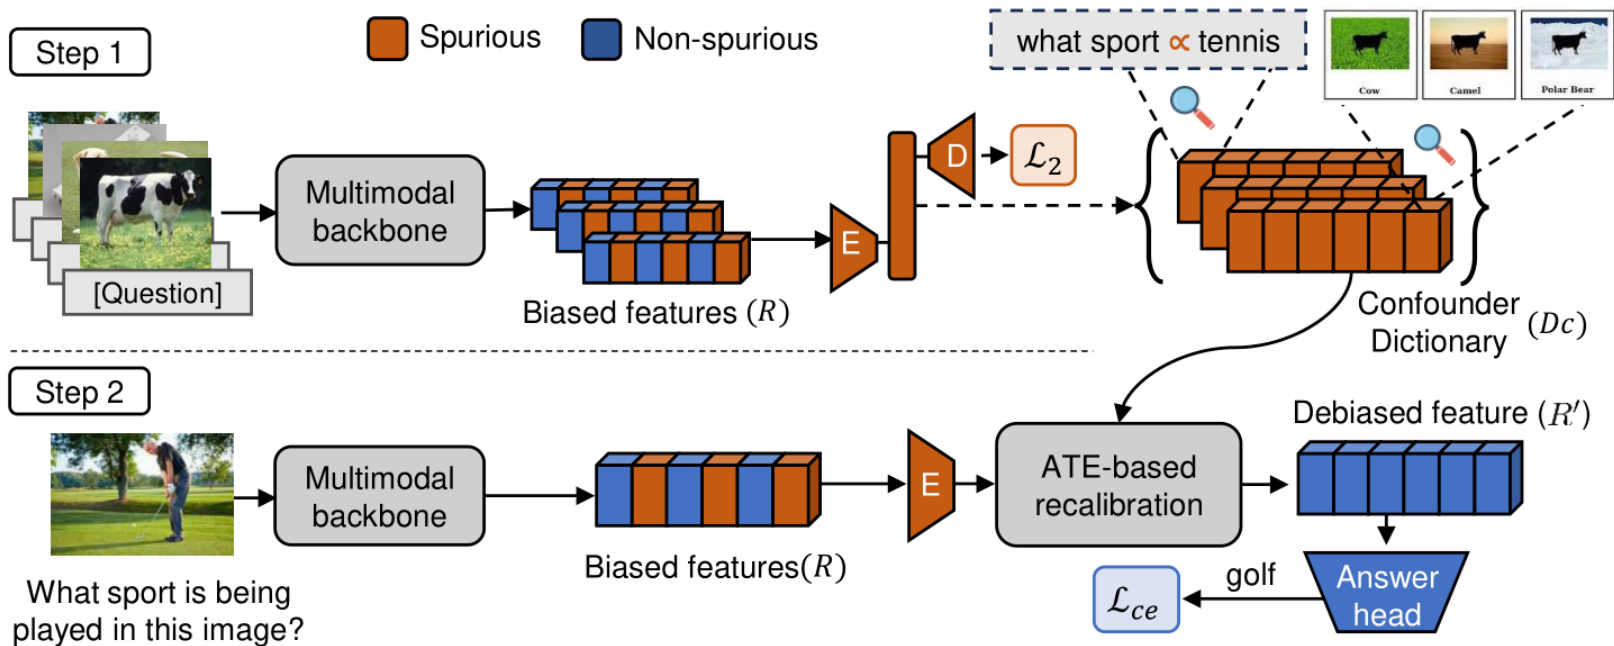 Step 1
Spurious
Non-spurious
what sport ∝ tennis
Cow
Camel
Polar Bear
[Question]
Multimodal
backbone
Biased features (R)
E
D
ℒ2
Confounder
Dictionary
(Dc)
Step 2
What sport is being
played in this image?
Multimodal
backbone
Biased features(R)
E
ATE-based
recalibration
Debiased feature (R′)
Answer
head
golf
ℒce